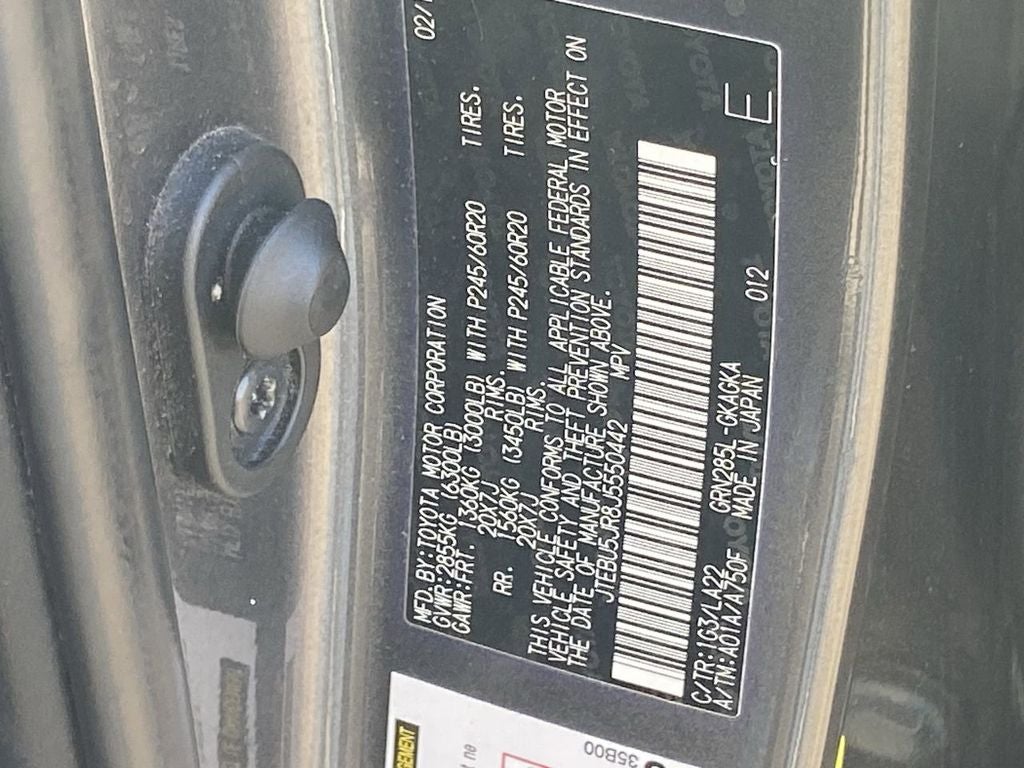 MFD.BY:TOYOTA MOTOR CORPORATION 02/
GVWR:2855KG (6300LB)
GAWR:FRT. 1360KG (3000LB) WITH P245/60R20 TIRES.
20X7J RIMS.
RR. 1560KG (3450LB) WITH P245/60R20 TIRES.
20X7J RIMS.
THIS VEHICLE CONFORMS TO ALL APPLICABLE FEDERAL MOTOR
VEHICLE SAFETY AND THEFT PREVENTION STANDARDS IN EFFECT ON
THE DATE OF MANUFACTURE SHOWN ABOVE.
JTEBU5JR8J5550442 MPV
C/TR:1G3/LA22 GRN285L-GKAGKA 012 E
A/TM:A01A/A750F MADE IN JAPAN
35B00